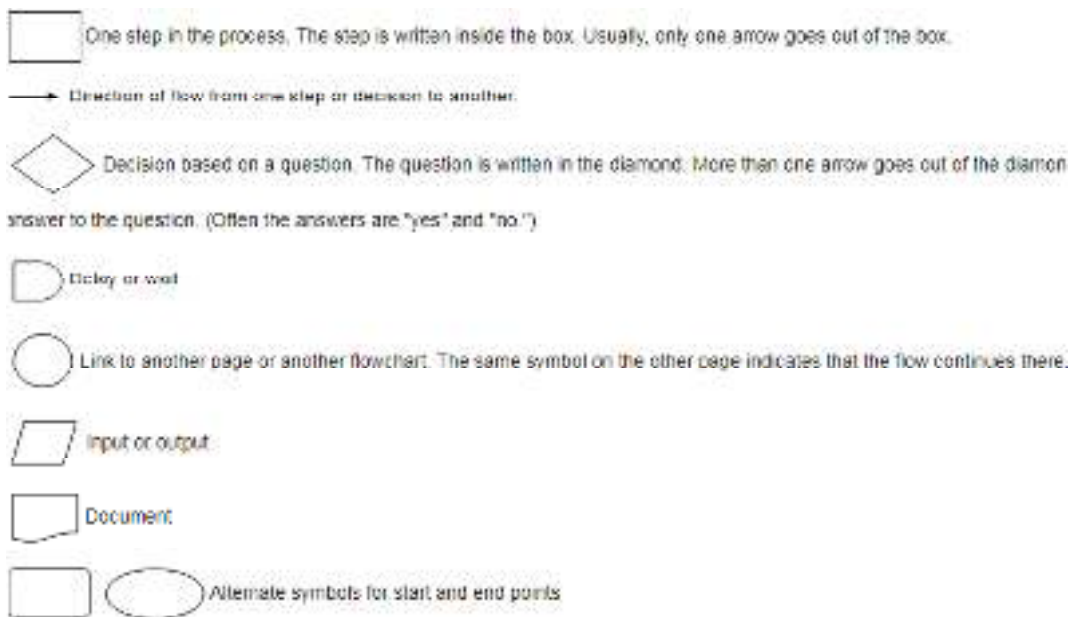 One step in the process. The step is written inside the box. Usually, only one arrow goes out of the box.
Direction of flow from one step or decision to another.
Decision based on a question. The question is written in the diamond. More than one arrow goes out of the diamon
answer to the question. (Often the answers are "yes" and "no.")
Delay or wait
Link to another page or another flowchart. The same symbol on the other page indicates that the flow continues there.
Input or output
Document
Alternate symbols for start and end points